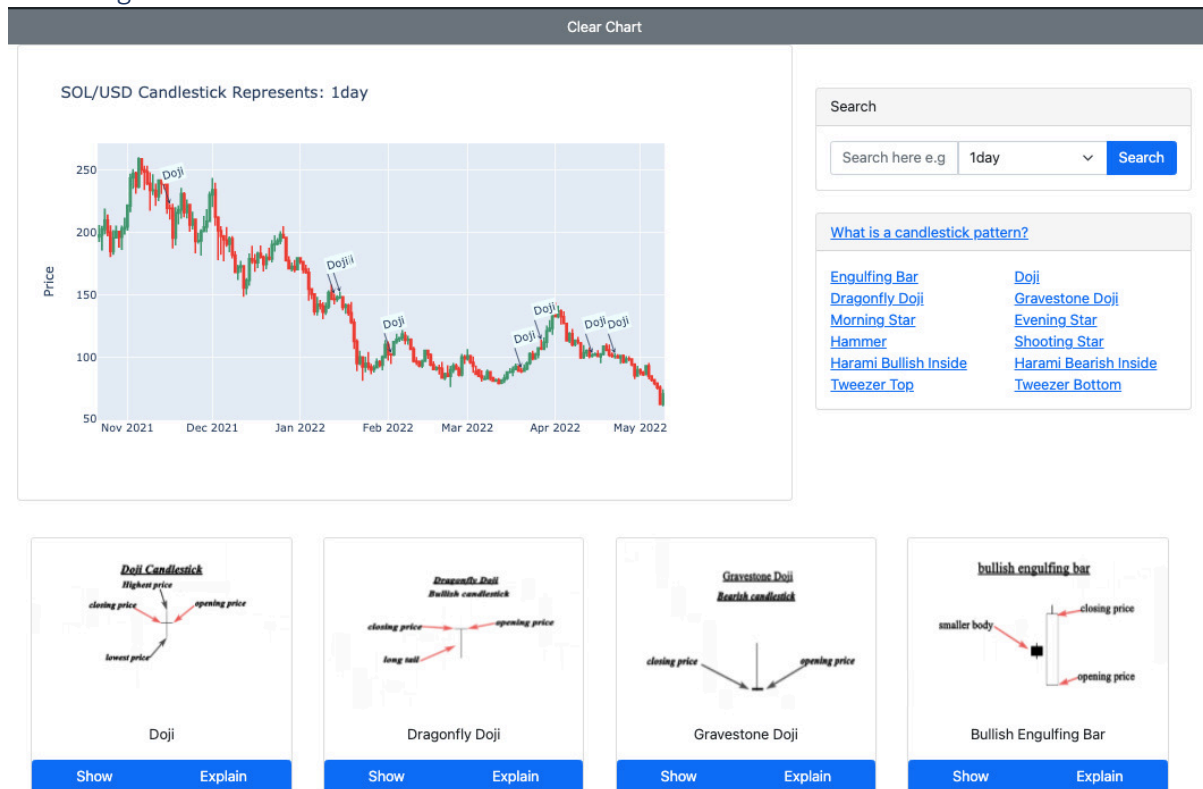 Clear Chart
SOL/USD Candlestick Represents: 1day
250
200
150
100
50
Price
Doji
Doji
Doji
Doji
Doji
Doji
Doji
Nov 2021 Dec 2021 Jan 2022 Feb 2022 Mar 2022 Apr 2022 May 2022
Search
Search here e.g 1day Search
What is a candlestick pattern?
Engulfing Bar Doji
Dragonfly Doji Gravestone Doji
Morning Star Evening Star
Hammer Shooting Star
Harami Bullish Inside Harami Bearish Inside
Tweezer Top Tweezer Bottom
Doji Candlestick
Highest price
closing price opening price
lowest price
Doji
Show Explain
Dragonfly Doji
Bullish candlestick
closing price opening price
long tail
Dragonfly Doji
Show Explain
Gravestone Doji
Bearish candlestick
closing price opening price
Gravestone Doji
Show Explain
bullish engulfing bar
closing price
smaller body
opening price
Bullish Engulfing Bar
Show Explain